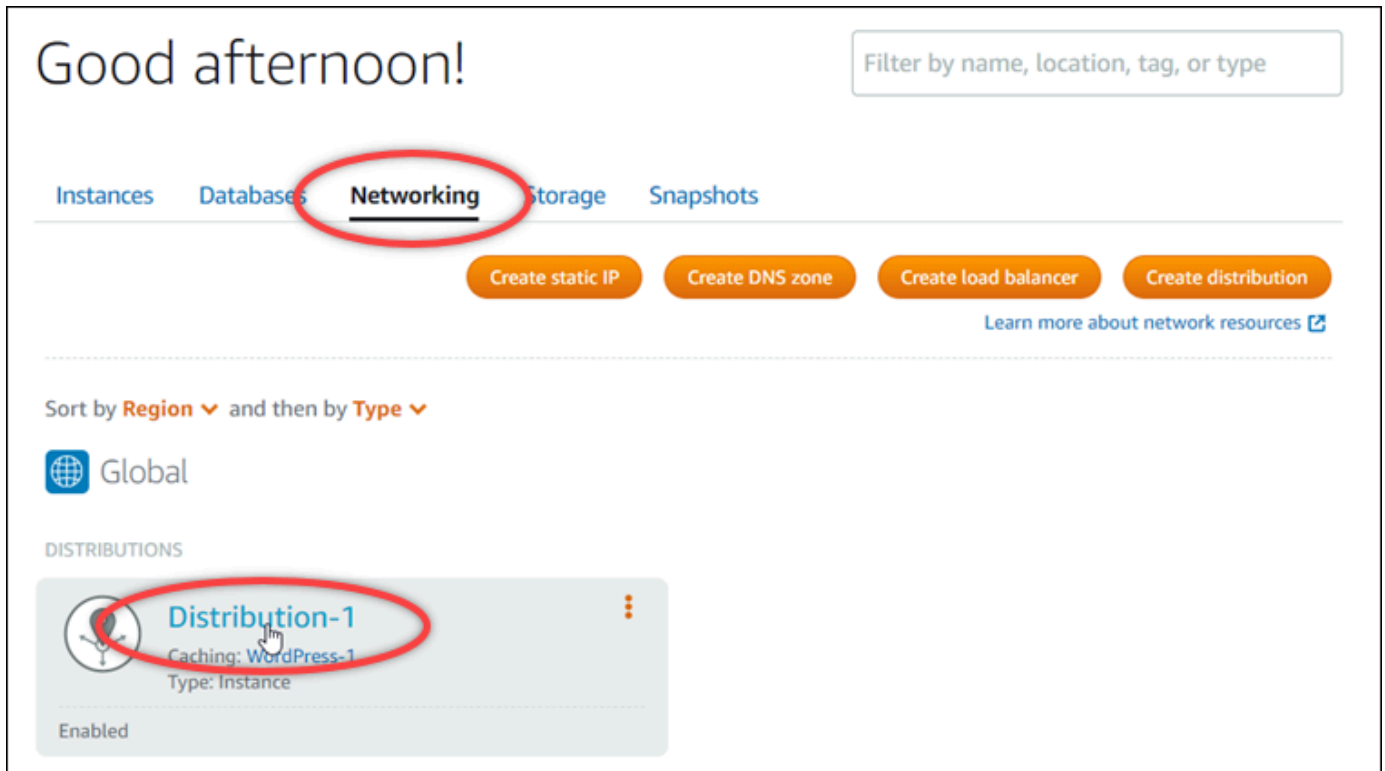 Good afternoon!
Filter by name, location, tag, or type
Instances Databases Networking Storage Snapshots
Create static IP Create DNS zone Create load balancer Create distribution
Learn more about network resources
Sort by Region and then by Type
Global
DISTRIBUTIONS
Distribution-1
Caching: WordPress-1
Type: Instance
Enabled